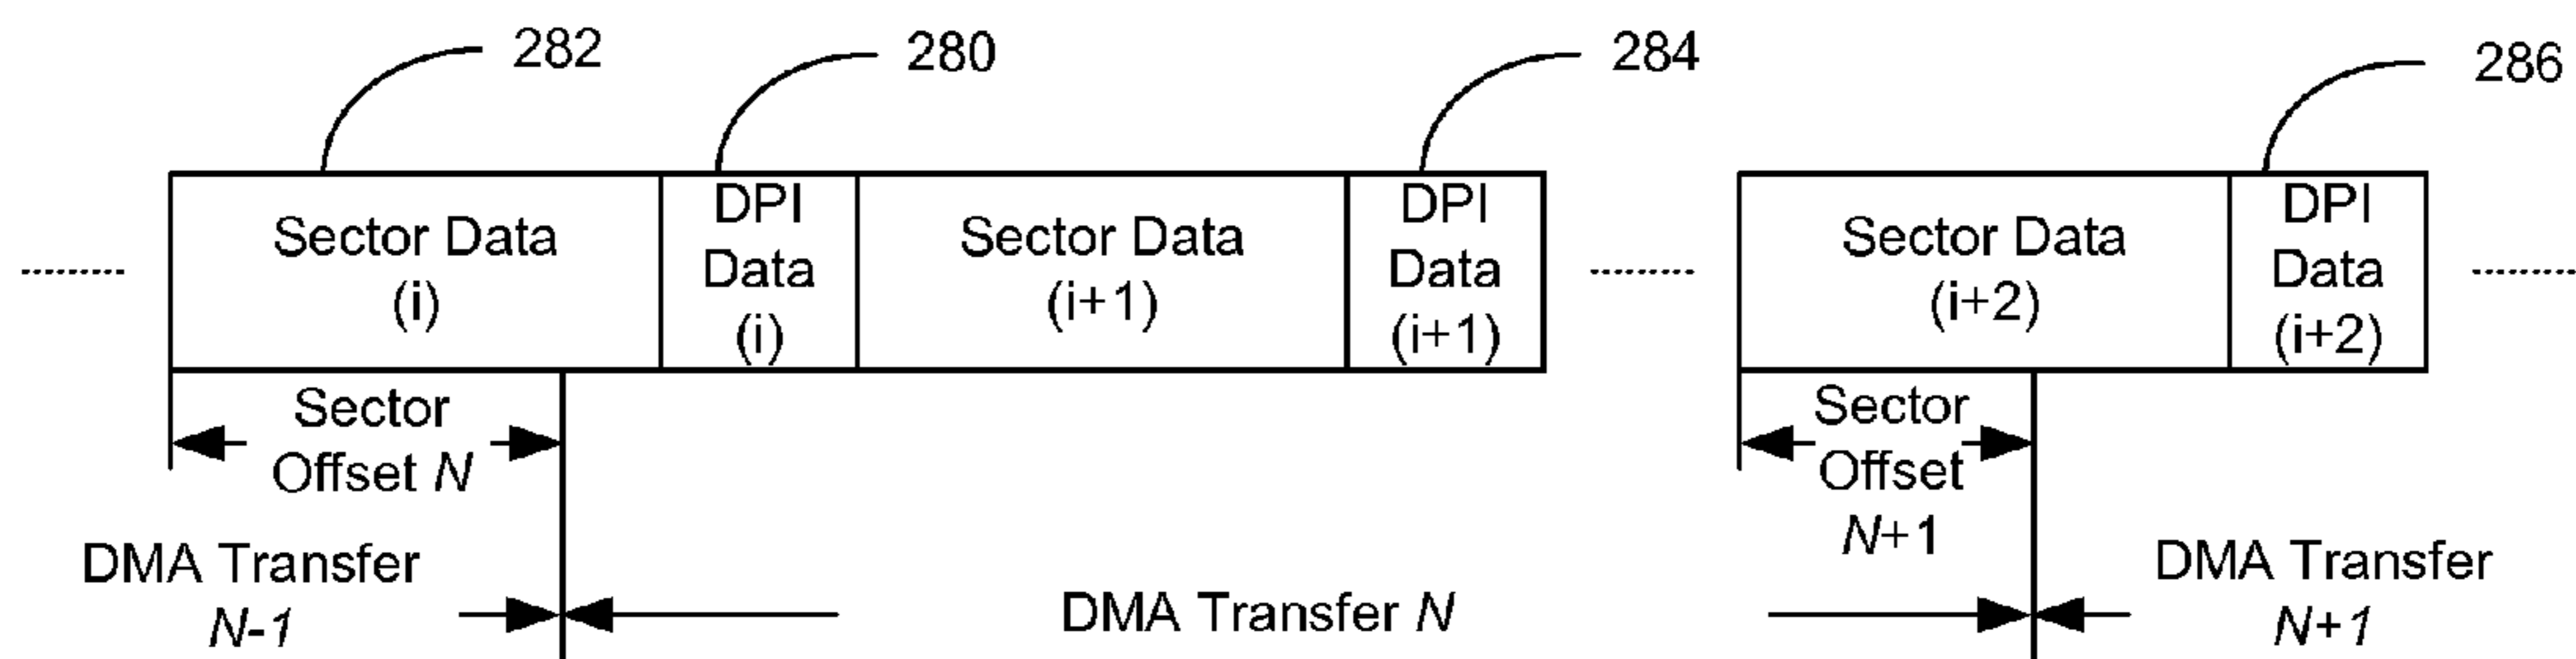 282
280
284
286
Sector Data
(i)
DPI
Data
(i)
Sector Data
(i+1)
DPI
Data
(i+1)
Sector Data
(i+2)
DPI
Data
(i+2)
Sector
Offset N
Sector
Offset
N+1
DMA Transfer
N-1
DMA Transfer N
DMA Transfer
N+1